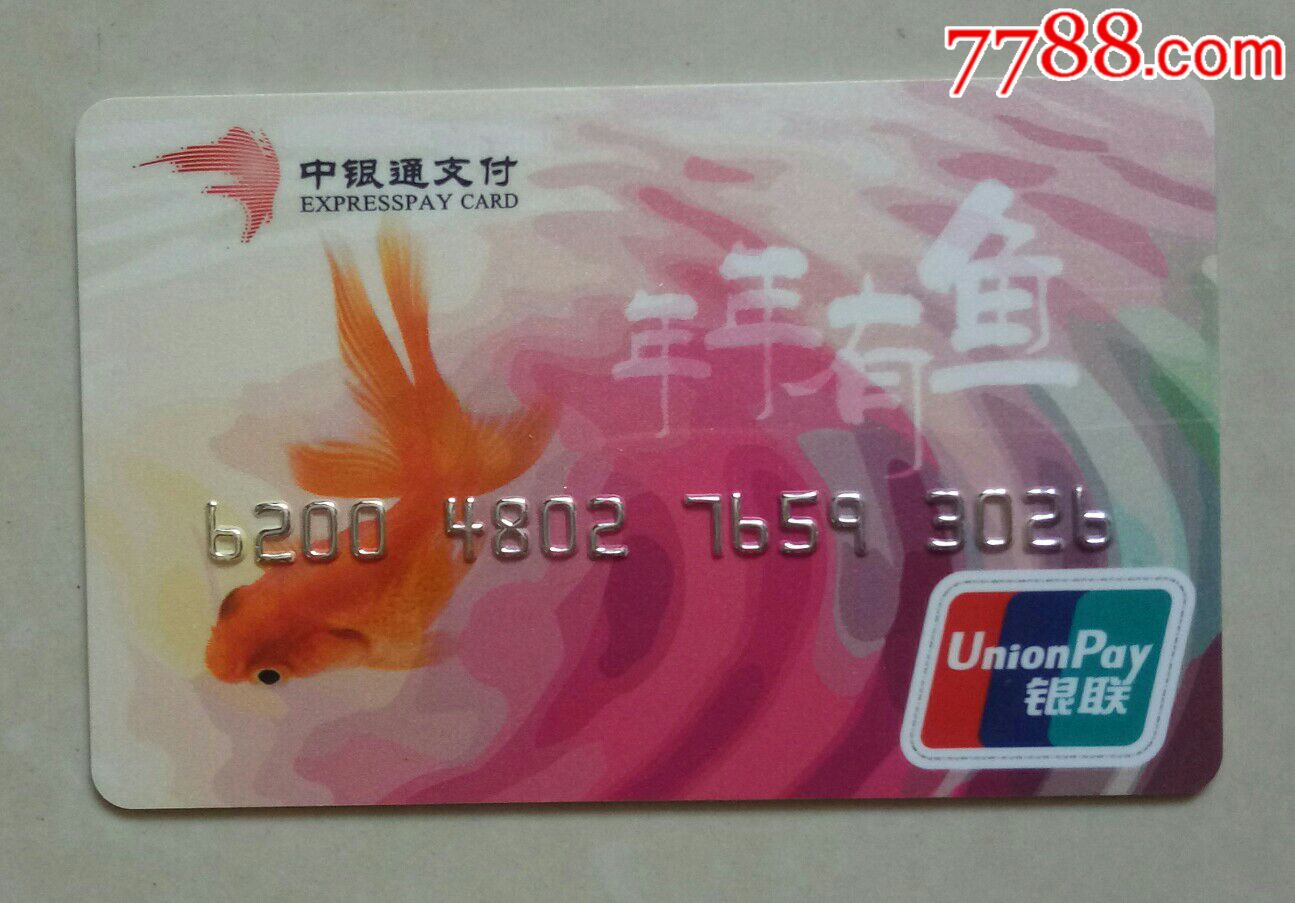 7788.com
中银通支付
EXPRESSPAY CARD
年年有鱼
6200 4802 7659 3026
UnionPay
银联